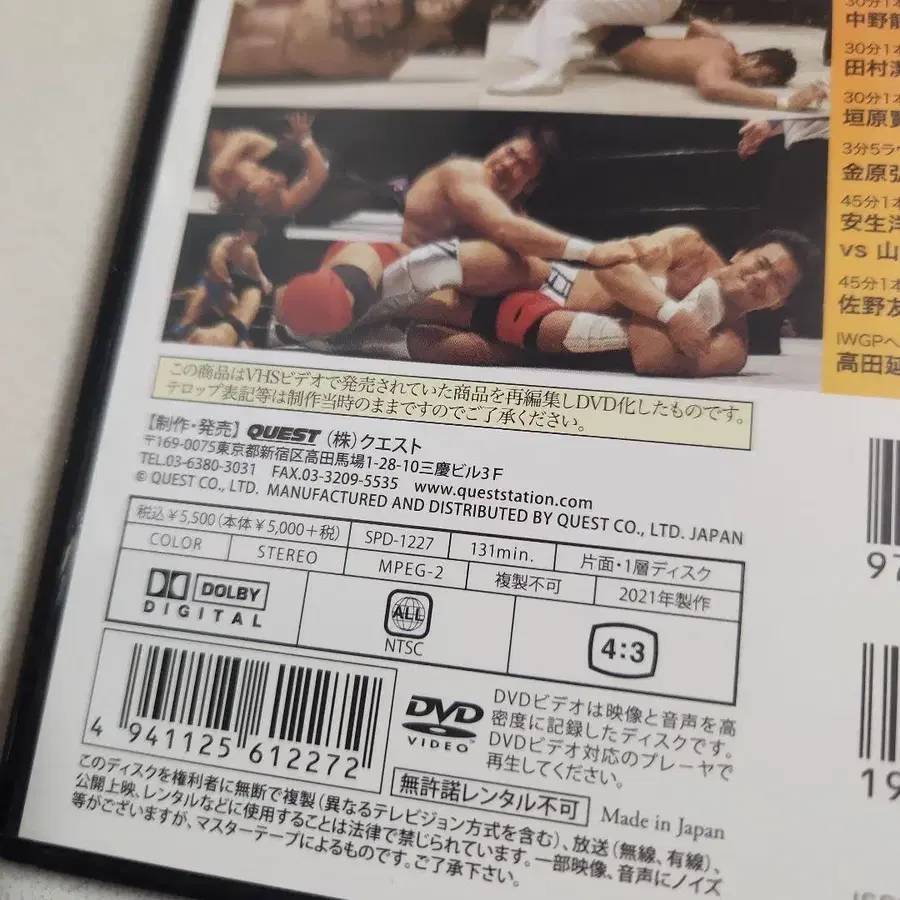 30分1本
中野龍
30分1本
田村潔
30分1本
垣原賢
3分5ラウ
金原弘
45分1本
安生洋
vs 山
45分1本
佐野友
IWGPヘ
高田延
この商品はVHSビデオで発売されていた商品を再編集しDVD化したものです。
テロップ表記等は制作当時のままですのでご了承ください。
【制作・発売】QUEST (株)クエスト
〒169-0075東京都新宿区高田馬場1-28-10三慶ビル3F
TEL.03-6380-3031 FAX.03-3209-5535 www.queststation.com
© QUEST CO., LTD. MANUFACTURED AND DISTRIBUTED BY QUEST CO., LTD. JAPAN
税込¥5,500(本体¥5,000+税) SPD-1227 131min. 片面・1層ディスク
COLOR STEREO MPEG-2 複製不可 2021年製作
DOLBY
DIGITAL
ALL
NTSC
4:3
4 941125 612272
DVD
VIDEO
DVDビデオは映像と音声を高
密度に記録したディスクです。
DVDビデオ対応のプレーヤで
再生してください。
無許諾レンタル不可 Made in Japan
このディスクを権利者に無断で複製(異なるテレビジョン方式を含む)、放送(無線、有線)、
公開上映、レンタルなどに使用することは法律で禁じられています。一部映像、音声にノイズ
等がございますが、マスターテープによるものです。ご了承下さい。
97
19